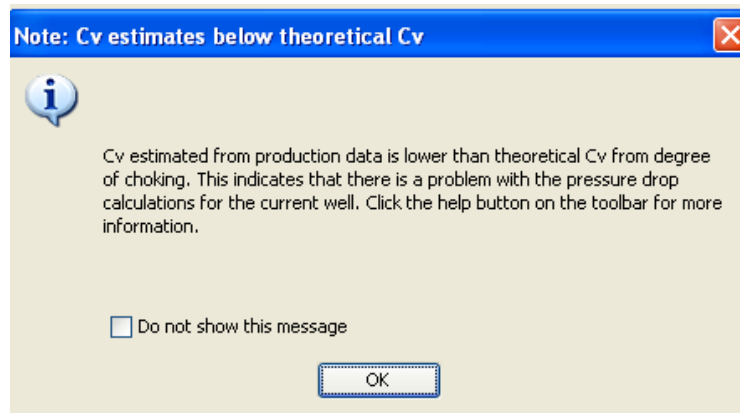 Note: Cv estimates below theoretical Cv
Cv estimated from production data is lower than theoretical Cv from degree
of choking. This indicates that there is a problem with the pressure drop
calculations for the current well. Click the help button on the toolbar for more
information.
Do not show this message
OK